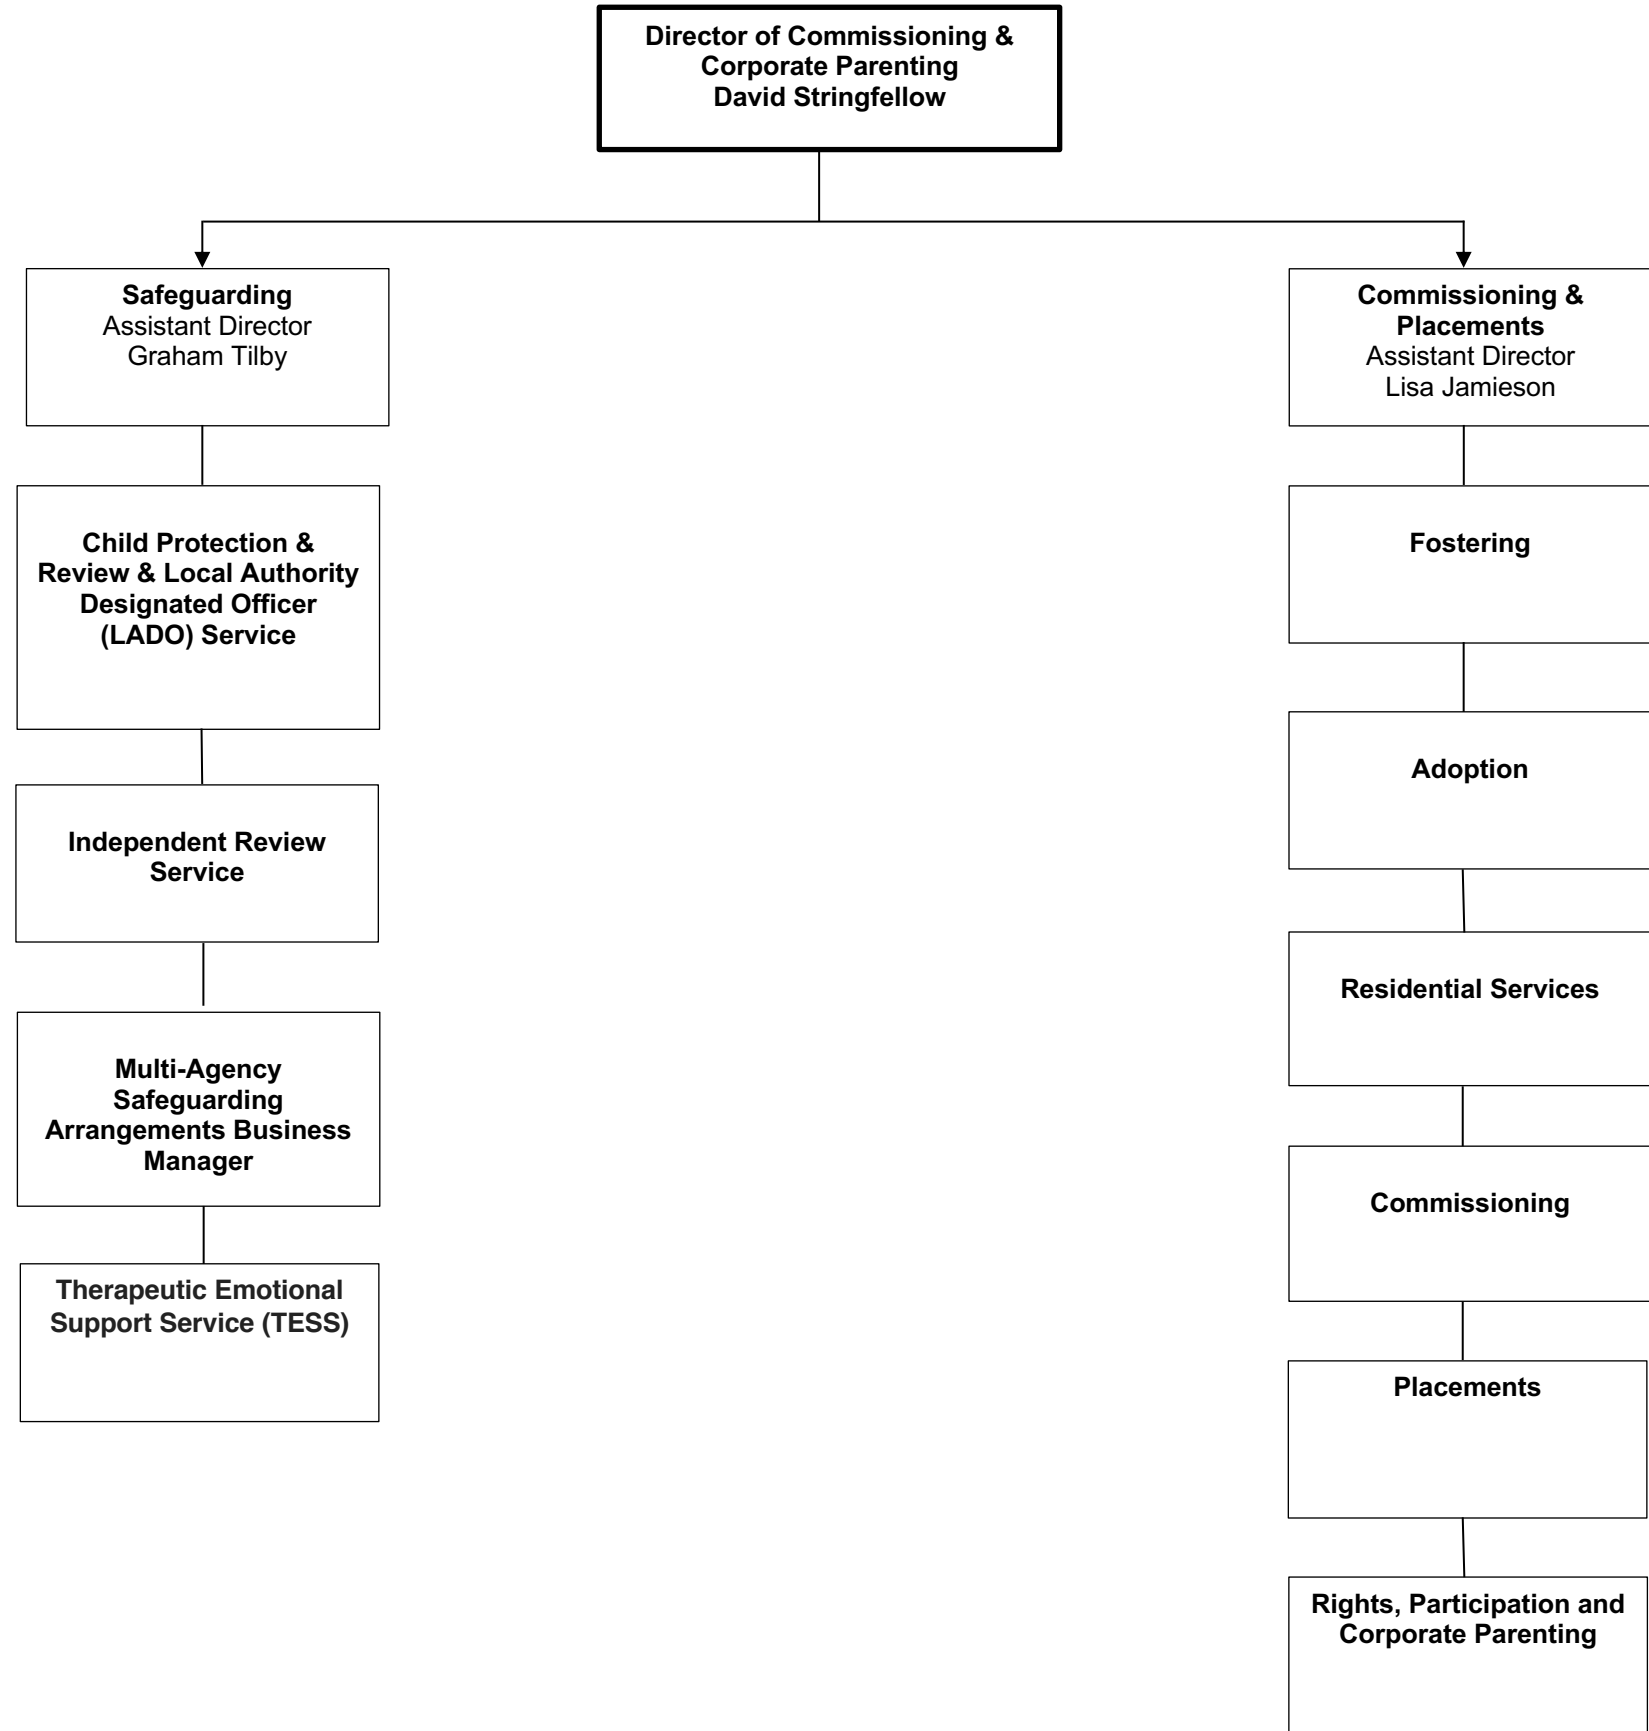 Director of Commissioning &
Corporate Parenting
David Stringfellow
Safeguarding
Assistant Director
Graham Tilby
Child Protection &
Review & Local Authority
Designated Officer
(LADO) Service
Independent Review
Service
Multi-Agency
Safeguarding
Arrangements Business
Manager
Therapeutic Emotional
Support Service (TESS)
Commissioning &
Placements
Assistant Director
Lisa Jamieson
Fostering
Adoption
Residential Services
Commissioning
Placements
Rights, Participation and
Corporate Parenting